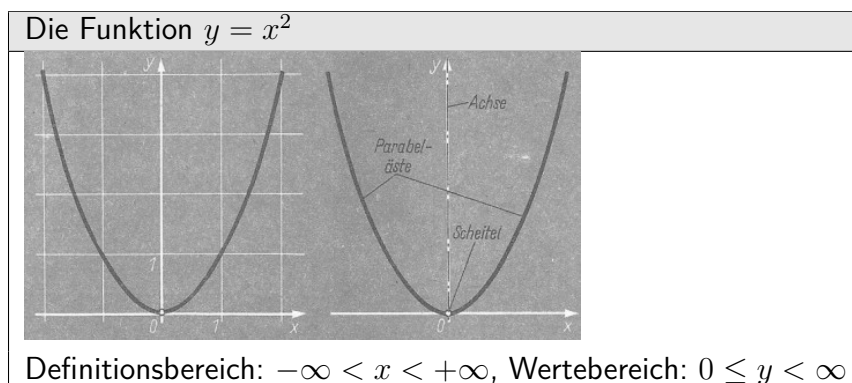 Die Funktion y = x²
y
1
0
1
x
y
Achse
Parabel-
äste
Scheitel
0
x
Definitionsbereich: −∞ < x < +∞, Wertebereich: 0 ≤ y < ∞